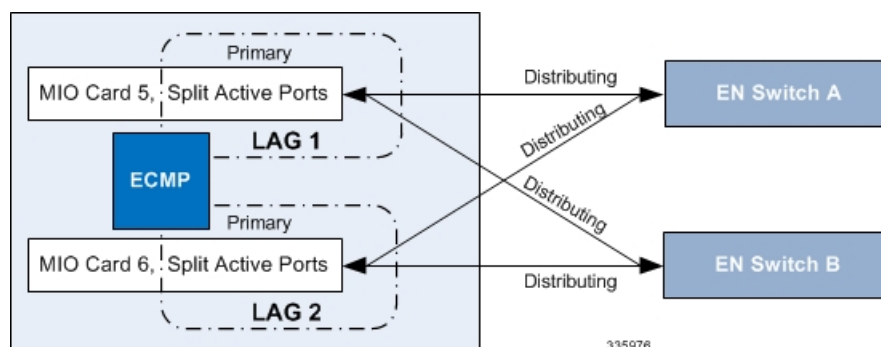 Primary
MIO Card 5, Split Active Ports
LAG 1
ECMP
Primary
MIO Card 6, Split Active Ports
LAG 2
Distributing
Distributing
Distributing
Distributing
EN Switch A
EN Switch B
335976